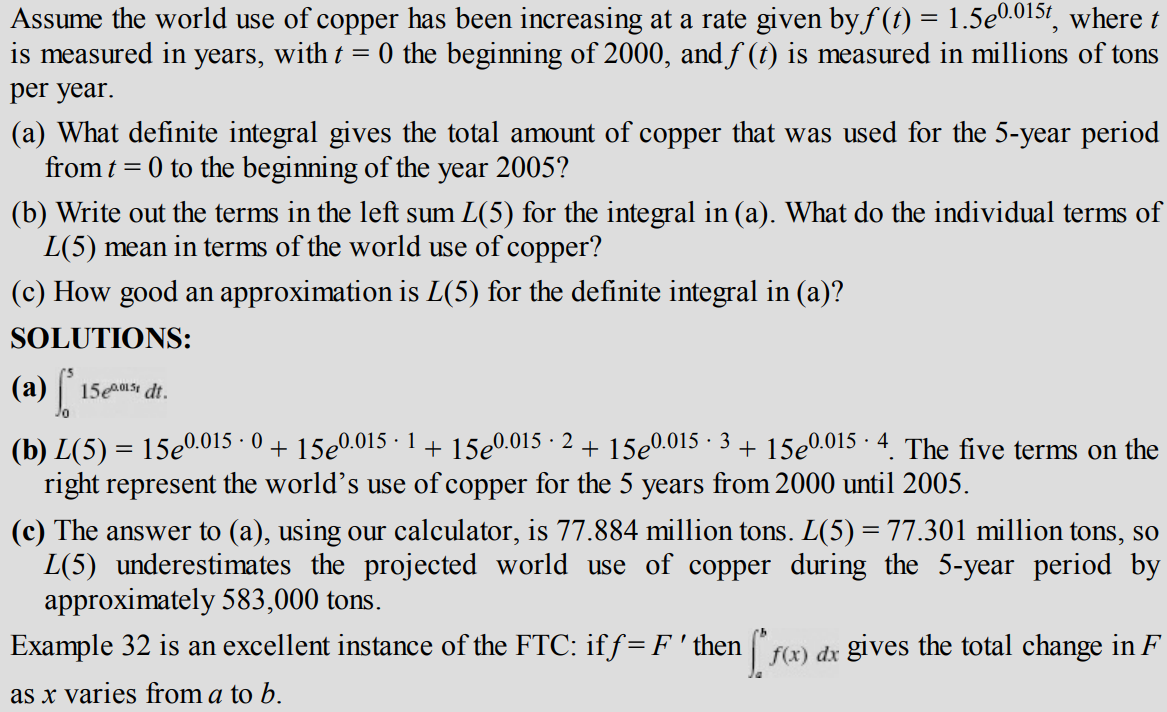 Assume the world use of copper has been increasing at a rate given by f (t) = 1.5e^0.015t, where t
is measured in years, with t = 0 the beginning of 2000, and f (t) is measured in millions of tons
per year.
(a) What definite integral gives the total amount of copper that was used for the 5-year period
from t = 0 to the beginning of the year 2005?
(b) Write out the terms in the left sum L(5) for the integral in (a). What do the individual terms of
L(5) mean in terms of the world use of copper?
(c) How good an approximation is L(5) for the definite integral in (a)?
SOLUTIONS:
(a) ∫_0^5 15e^0.015t dt.
(b) L(5) = 15e^0.015 · 0 + 15e^0.015 · 1 + 15e^0.015 · 2 + 15e^0.015 · 3 + 15e^0.015 · 4. The five terms on the
right represent the world’s use of copper for the 5 years from 2000 until 2005.
(c) The answer to (a), using our calculator, is 77.884 million tons. L(5) = 77.301 million tons, so
L(5) underestimates the projected world use of copper during the 5-year period by
approximately 583,000 tons.
Example 32 is an excellent instance of the FTC: if f = F ′ then ∫_a^b f(x) dx gives the total change in F
as x varies from a to b.